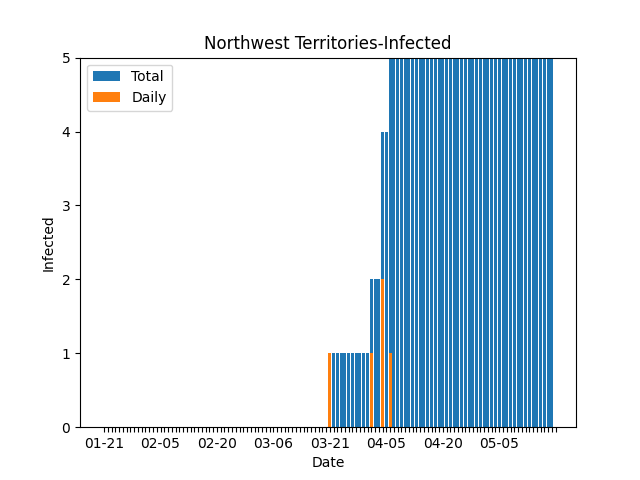 Northwest Territories-Infected
Total
Daily
5
4
3
2
1
0
Infected
01-21 02-05 02-20 03-06 03-21 04-05 04-20 05-05
Date